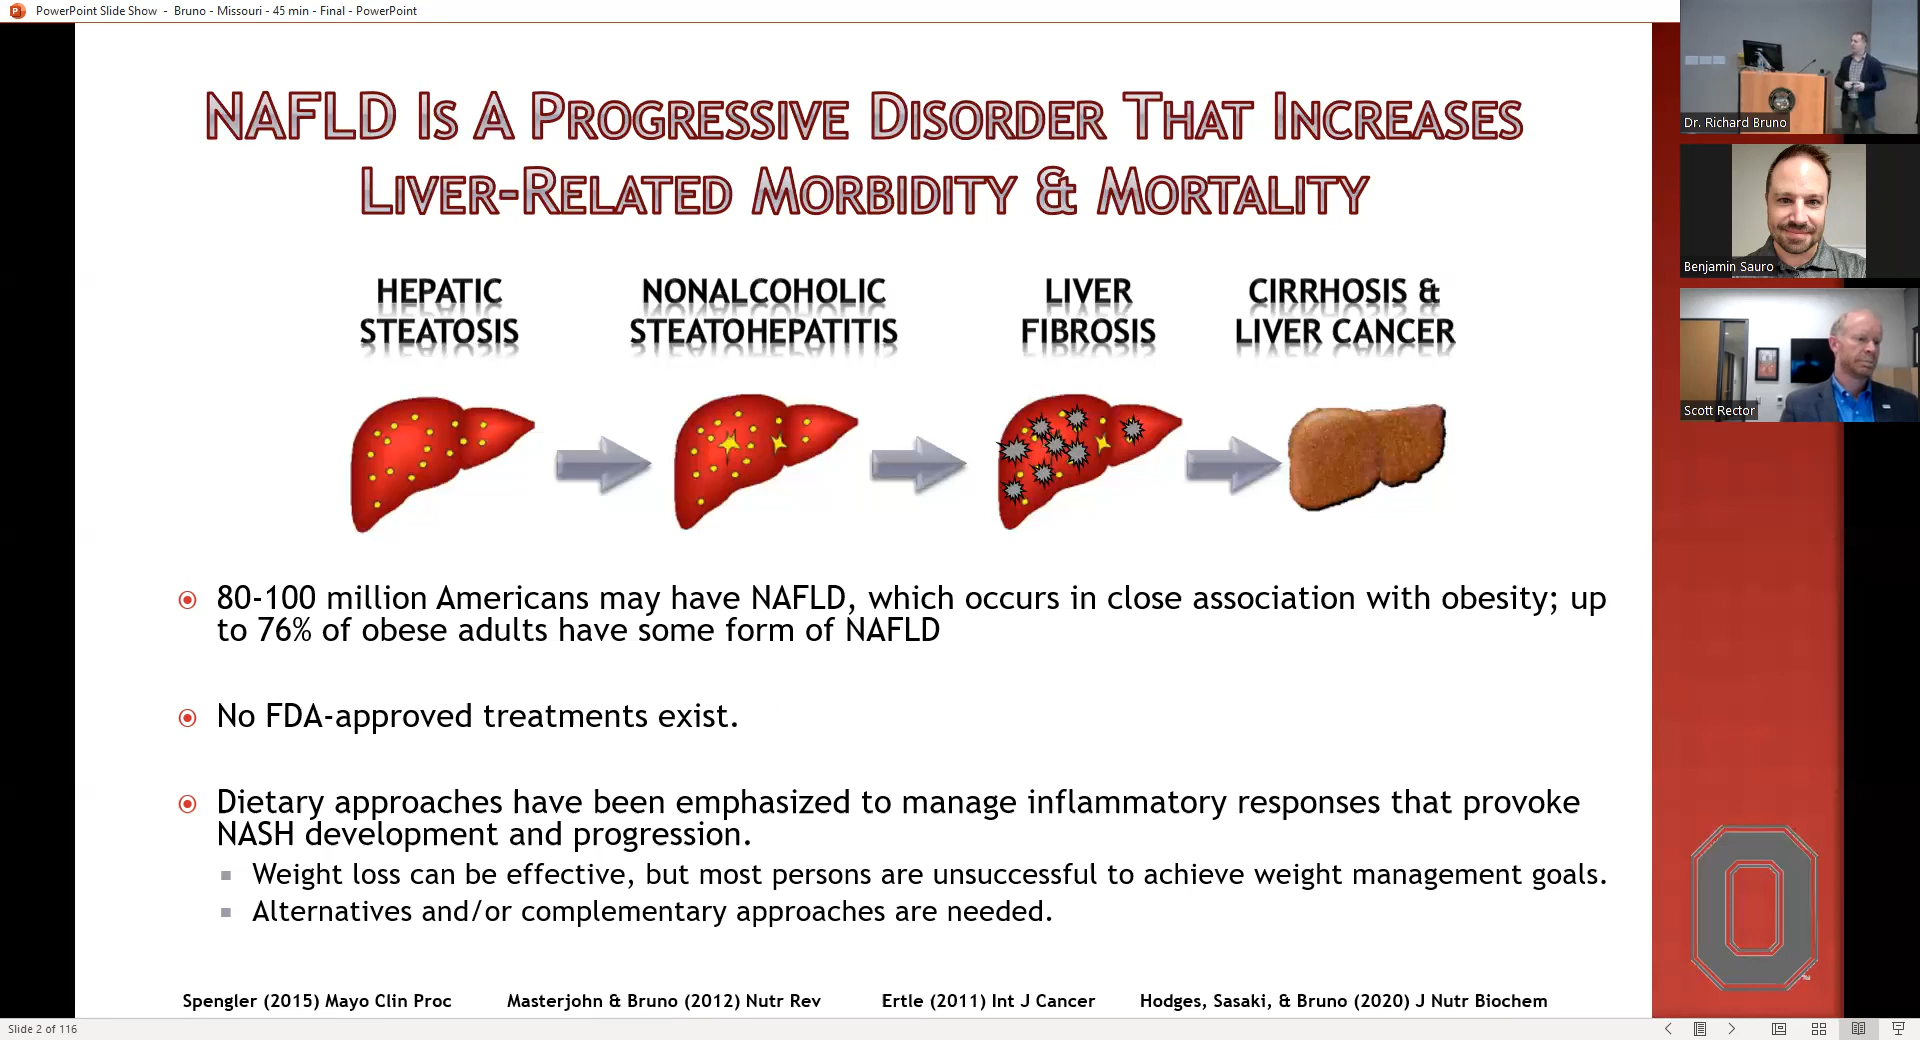 PowerPoint Slide Show - Bruno - Missouri - 45 min - Final - PowerPoint
NAFLD IS A PROGRESSIVE DISORDER THAT INCREASES
LIVER-RELATED MORBIDITY & MORTALITY
HEPATIC
STEATOSIS
NONALCOHOLIC
STEATOHEPATITIS
LIVER
FIBROSIS
CIRRHOSIS &
LIVER CANCER
80-100 million Americans may have NAFLD, which occurs in close association with obesity; up
to 76% of obese adults have some form of NAFLD
No FDA-approved treatments exist.
Dietary approaches have been emphasized to manage inflammatory responses that provoke
NASH development and progression.
Weight loss can be effective, but most persons are unsuccessful to achieve weight management goals.
Alternatives and/or complementary approaches are needed.
Spengler (2015) Mayo Clin Proc
Masterjohn & Bruno (2012) Nutr Rev
Ertle (2011) Int J Cancer
Hodges, Sasaki, & Bruno (2020) J Nutr Biochem
Dr. Richard Bruno
Benjamin Sauro
Scott Rector
O
TM
Slide 2 of 116